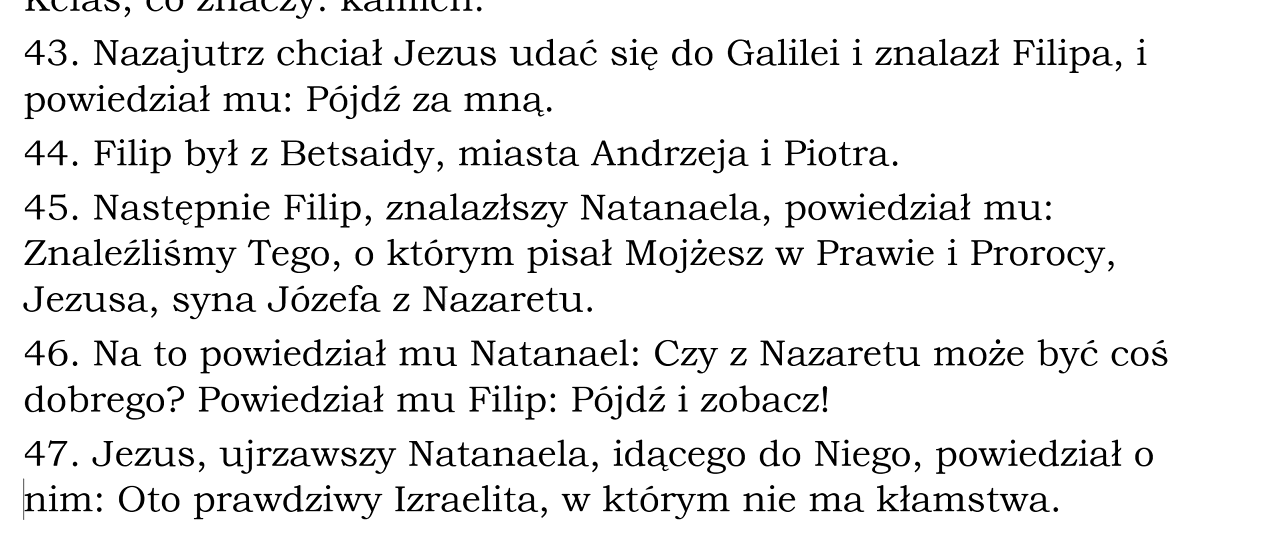 co znaczy: kamień.
43. Nazajutrz chciał Jezus udać się do Galilei i znalazł Filipa, i
powiedział mu: Pójdź za mną.
44. Filip był z Betsaidy, miasta Andrzeja i Piotra.
45. Następnie Filip, znalazłszy Natanaela, powiedział mu:
Znaleźliśmy Tego, o którym pisał Mojżesz w Prawie i Prorocy,
Jezusa, syna Józefa z Nazaretu.
46. Na to powiedział mu Natanael: Czy z Nazaretu może być coś
dobrego? Powiedział mu Filip: Pójdź i zobacz!
47. Jezus, ujrzawszy Natanaela, idącego do Niego, powiedział o
nim: Oto prawdziwy Izraelita, w którym nie ma kłamstwa.